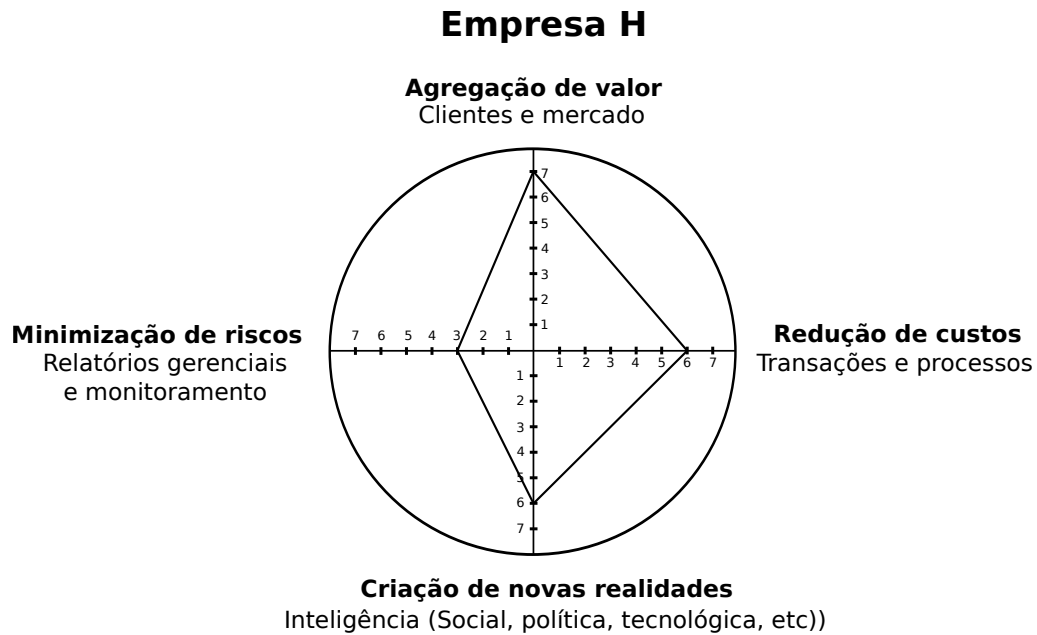 Empresa H
Agregação de valor
Clientes e mercado
7
6
5
4
3
2
1
Minimização de riscos
Relatórios gerenciais
e monitoramento
7 6 5 4 3 2 1
1 2 3 4 5 6 7
Redução de custos
Transações e processos
1
2
3
4
5
6
7
Criação de novas realidades
Inteligência (Social, política, tecnológica, etc))